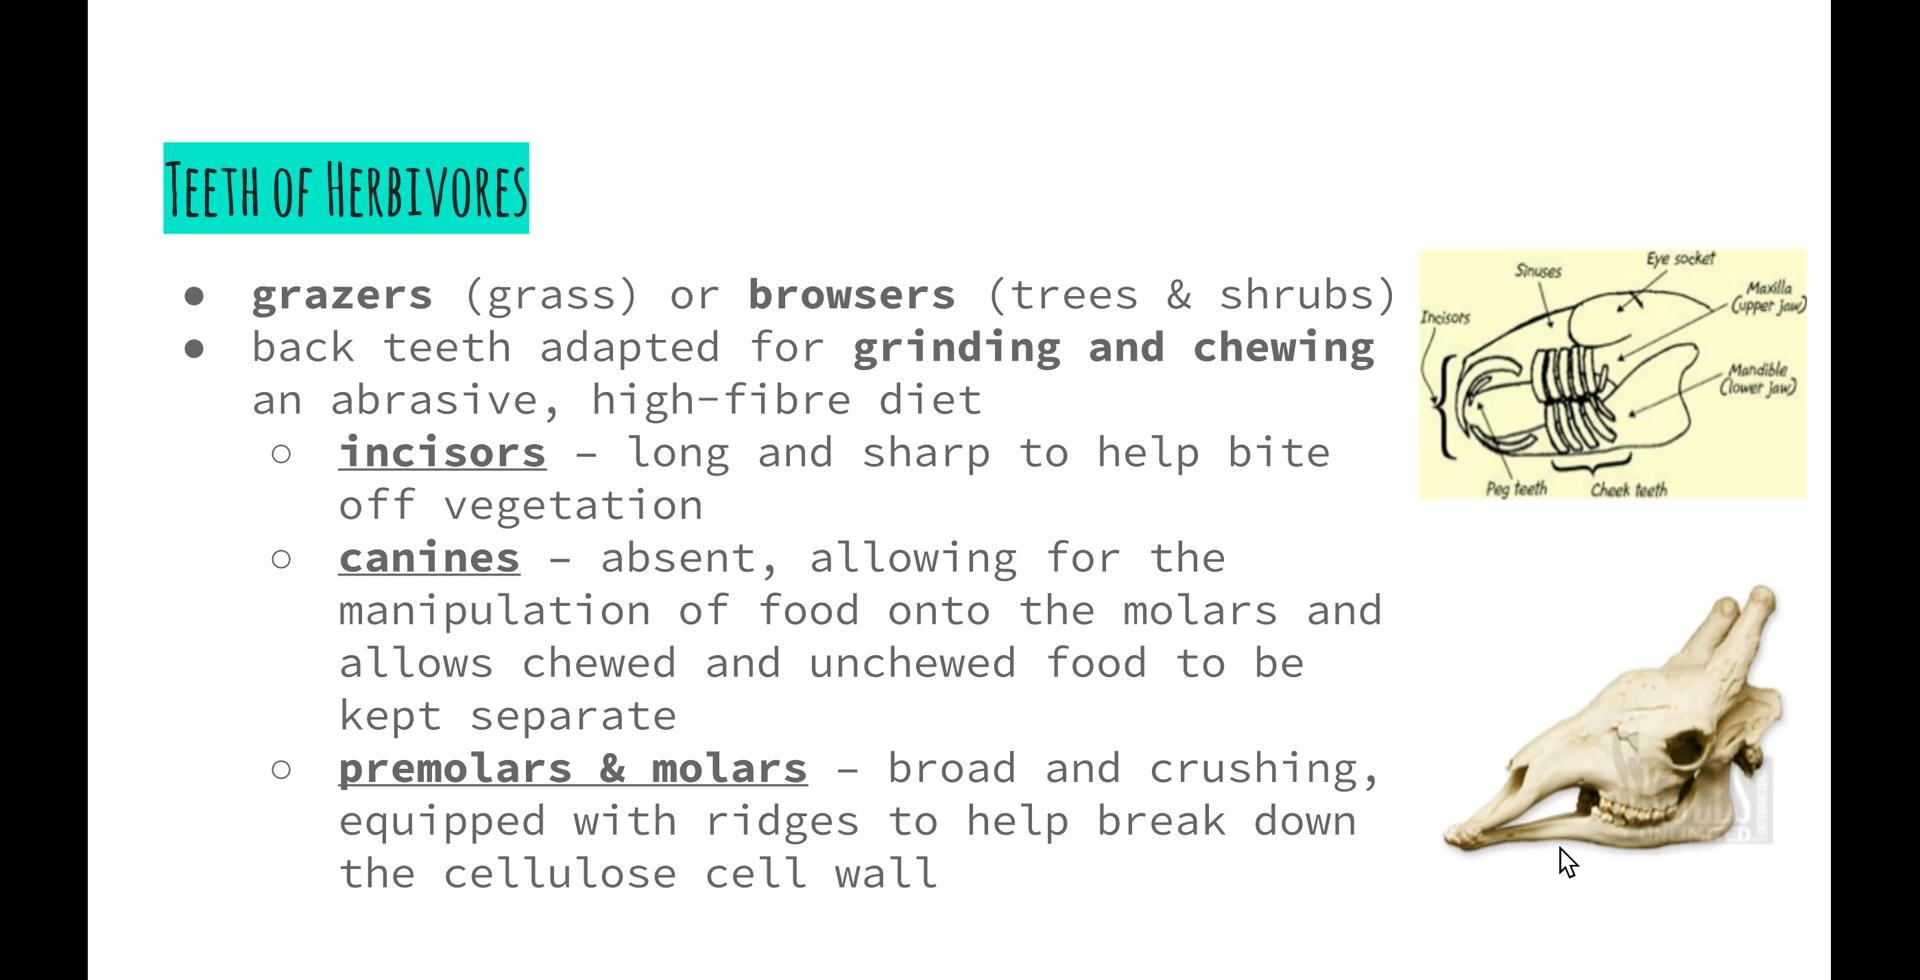 Teeth of Herbivores
● grazers (grass) or browsers (trees & shrubs)
● back teeth adapted for grinding and chewing
an abrasive, high-fibre diet
○ incisors – long and sharp to help bite
off vegetation
○ canines – absent, allowing for the
manipulation of food onto the molars and
allows chewed and unchewed food to be
kept separate
○ premolars & molars – broad and crushing,
equipped with ridges to help break down
the cellulose cell wall
Eye socket
Sinuses
Maxilla
(upper jaw)
Incisors
Mandible
(lower jaw)
Peg teeth
Cheek teeth
UNLIMITED